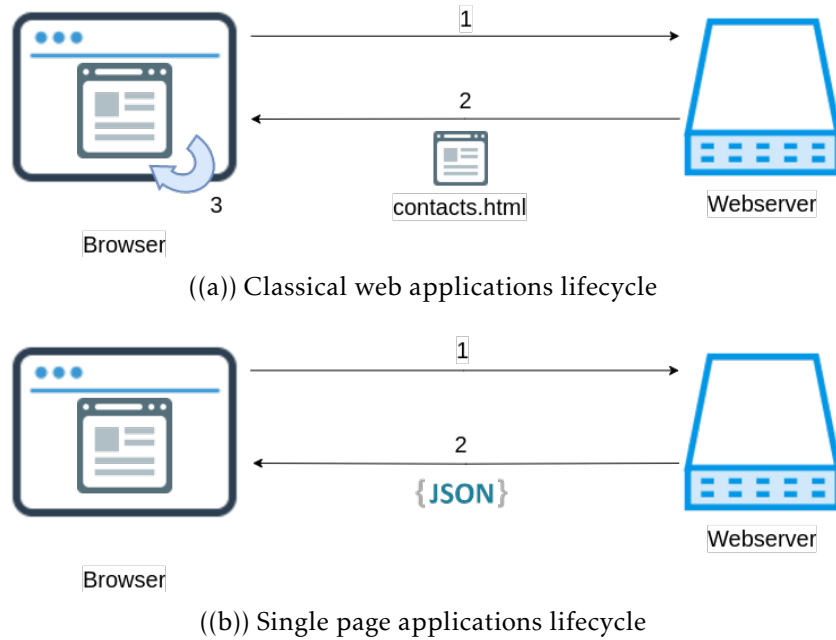 1
2
3
contacts.html
Webserver
Browser
((a)) Classical web applications lifecycle
1
2
{JSON}
Webserver
Browser
((b)) Single page applications lifecycle